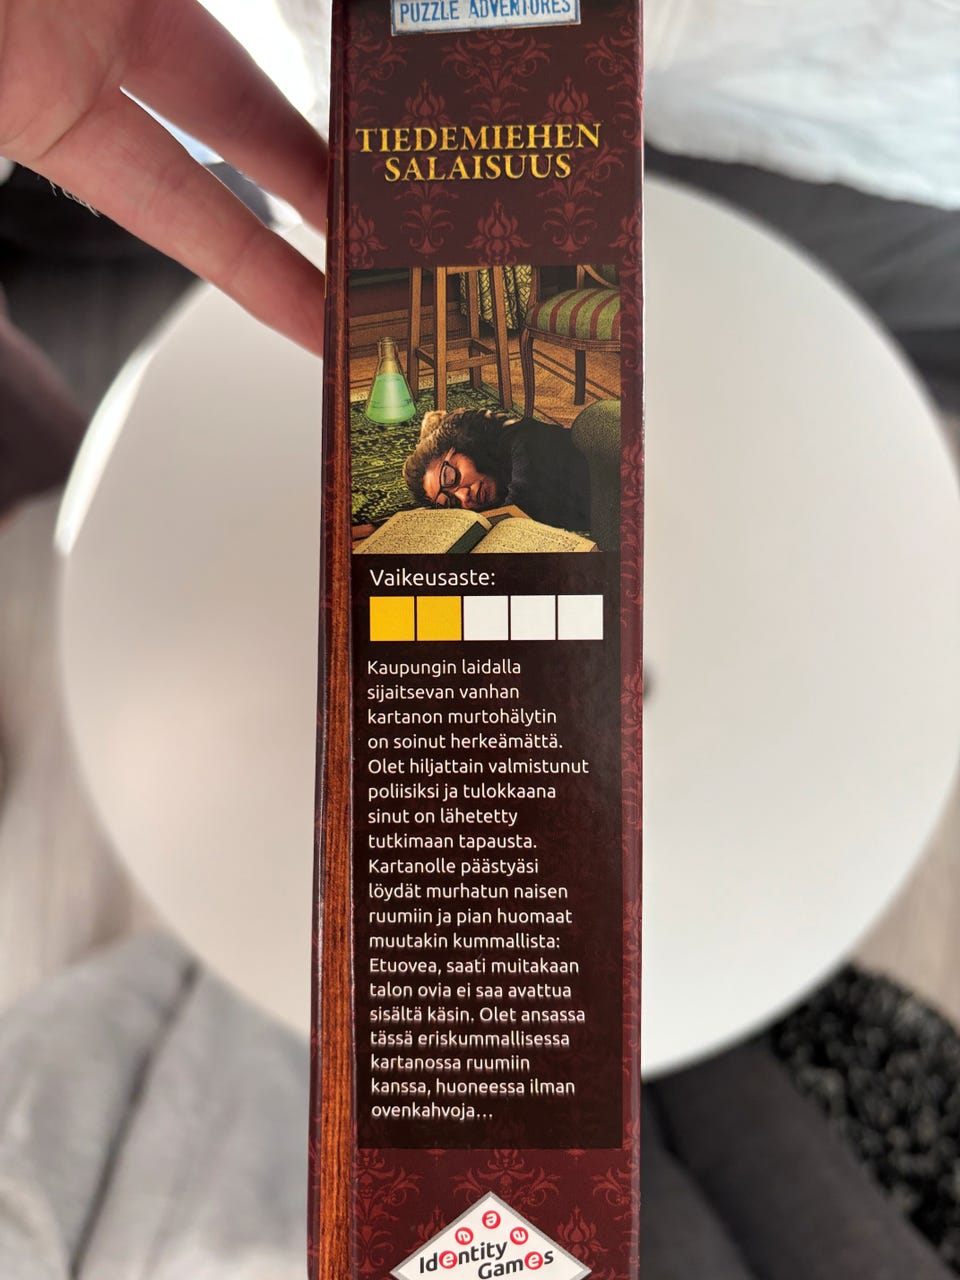 PUZZLE ADVENTURES
TIEDEMIEHEN
SALAISUUS
Vaikeusaste:
Kaupungin laidalla
sijaitsevan vanhan
kartanon murtohälytin
on soinut herkeämättä.
Olet hiljattain valmistunut
poliisiksi ja tulokkaana
sinut on lähetetty
tutkimaan tapausta.
Kartanolle päästyäsi
löydät murhatun naisen
ruumiin ja pian huomaat
muutakin kummallista:
Etuovea, saati muitakaan
talon ovia ei saa avattua
sisältä käsin. Olet ansassa
tässä eriskummallisessa
kartanossa ruumiin
kanssa, huoneessa ilman
ovenkahvoja...
Identity
Games